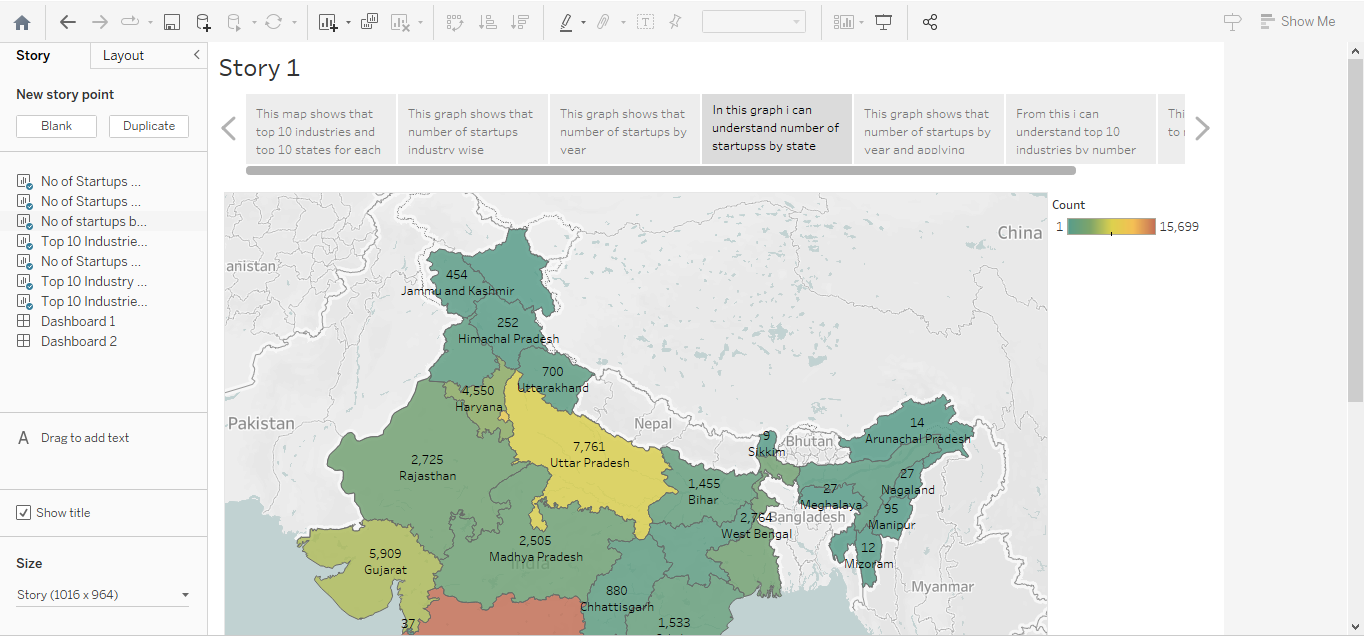 Show Me
Story
Layout
New story point
Blank
Duplicate
No of Startups ...
No of Startups ...
No of startups b...
Top 10 Industrie...
No of Startups ...
Top 10 Industry ...
Top 10 Industrie...
Dashboard 1
Dashboard 2
A Drag to add text
Show title
Size
Story (1016 x 964)
Story 1
This map shows that
top 10 industries and
top 10 states for each
This graph shows that
number of startups
industry wise
This graph shows that
number of startups by
year
In this graph i can
understand number of
startupss by state
This graph shows that
number of startups by
year and applying
From this i can
understand top 10
industries by number
Thi
to
Count
1
15,699
China
anistan
454
Jammu and Kashmir
252
Himachal Pradesh
700
Uttarakhand
4,550
Haryana
Pakistan
Nepal
14
Arunachal Pradesh
9
Sikkim
Bhutan
7,761
Uttar Pradesh
2,725
Rajasthan
1,455
Bihar
27
Nagaland
27
Meghalaya
95
Manipur
2,764
Bangladesh
West Bengal
2,505
Madhya Pradesh
India
5,909
Gujarat
12
Mizoram
Myanmar
880
Chhattisgarh
37
1,533